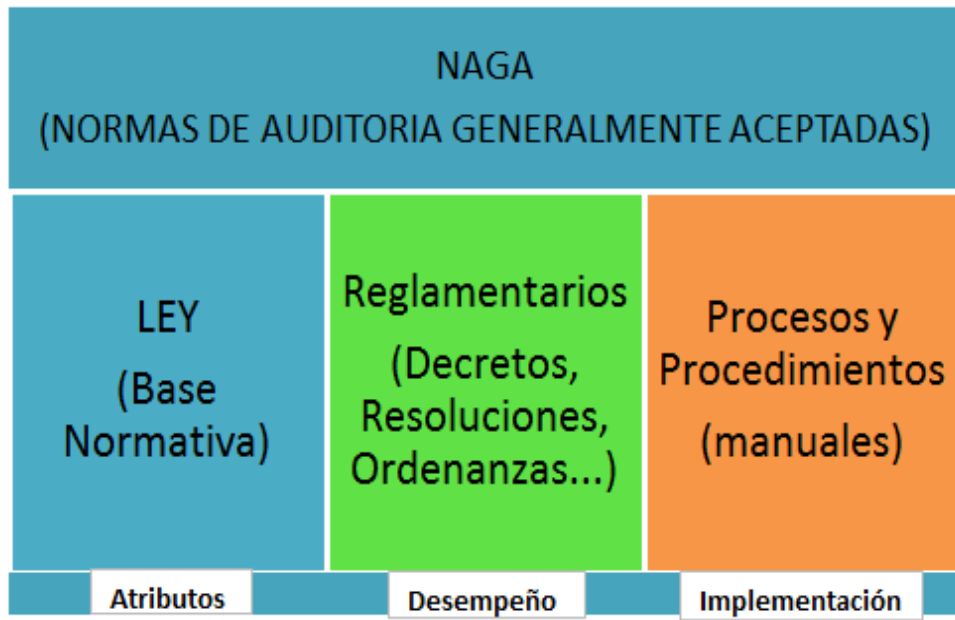 NAGA
(NORMAS DE AUDITORIA GENERALMENTE ACEPTADAS)
LEY
(Base
Normativa)
Reglamentarios
(Decretos,
Resoluciones,
Ordenanzas...)
Procesos y
Procedimientos
(manuales)
Atributos
Desempeño
Implementación